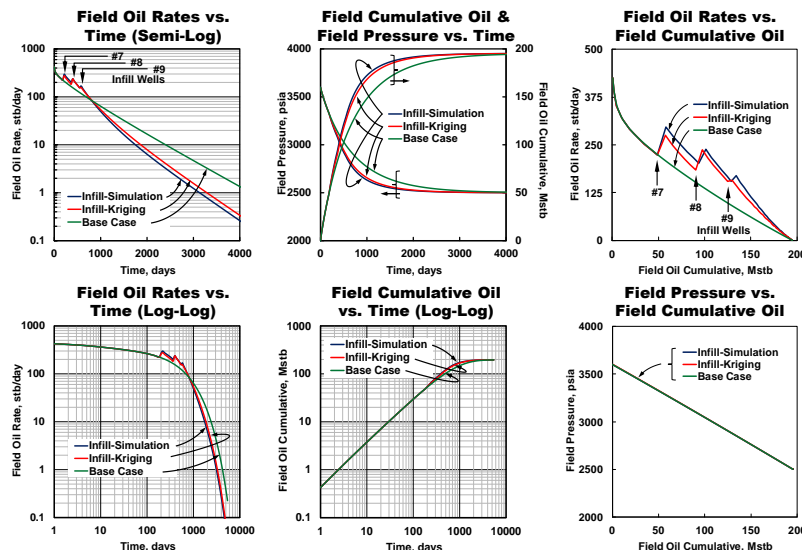 Field Oil Rates vs.
Time (Semi-Log)
Field Oil Rate, stb/day
1000
100
10
1
0.1
#7
#8
#9
Infill Wells
Infill-Simulation
Infill-Kriging
Base Case
0
1000
2000
3000
4000
Time, days
Field Cumulative Oil &
Field Pressure vs. Time
Field Pressure, psia
4000
3500
3000
2500
2000
Infill-Simulation
Infill-Kriging
Base Case
200
150
100
50
0
Field Oil Cumulative, Mstb
0
1000
2000
3000
4000
Time, days
Field Oil Rates vs.
Field Cumulative Oil
Field Oil Rate, stb/day
500
375
250
125
0
Infill-Simulation
Infill-Kriging
Base Case
#7
#8
#9
Infill Wells
0
50
100
150
200
Field Oil Cumulative, Mstb
Field Oil Rates vs.
Time (Log-Log)
Field Oil Rate, stb/day
1000
100
10
1
0.1
Infill-Simulation
Infill-Kriging
Base Case
1
10
100
1000
10000
Time, days
Field Cumulative Oil
vs. Time (Log-Log)
Field Oil Cumulative, Mstb
1000
100
10
1
0.1
Infill-Simulation
Infill-Kriging
Base Case
1
10
100
1000
10000
Time, days
Field Pressure vs.
Field Cumulative Oil
Field Pressure, psia
4000
3500
3000
2500
2000
Infill-Simulation
Infill-Kriging
Base Case
0
50
100
150
200
Field Oil Cumulative, Mstb